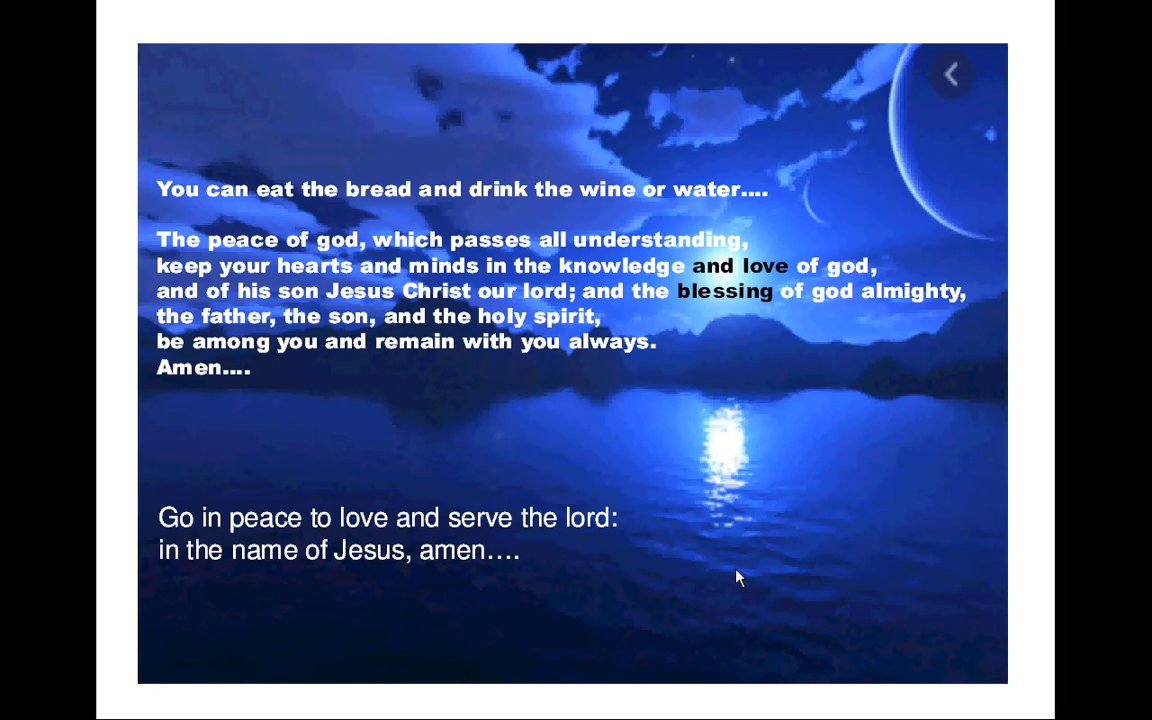 You can eat the bread and drink the wine or water....
The peace of god, which passes all understanding,
keep your hearts and minds in the knowledge and love of god,
and of his son Jesus Christ our lord; and the blessing of god almighty,
the father, the son, and the holy spirit,
be among you and remain with you always.
Amen....
Go in peace to love and serve the lord:
in the name of Jesus, amen....